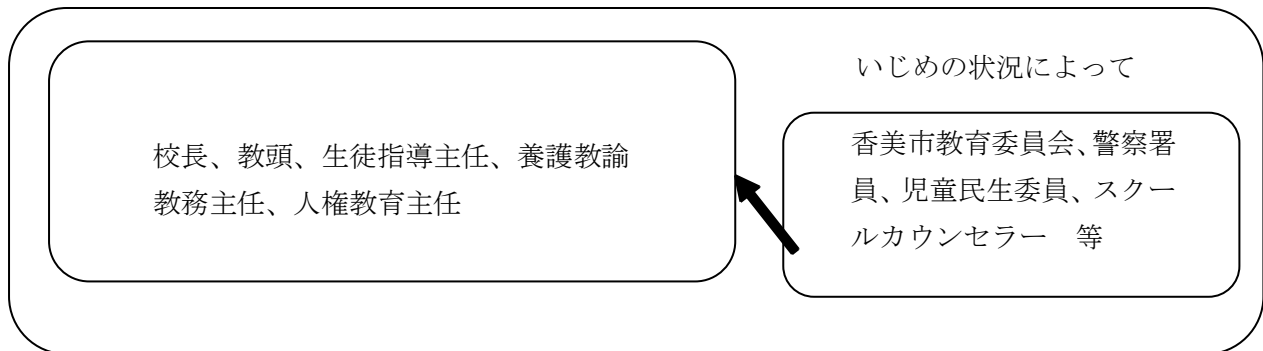 いじめの状況によって
校長、教頭、生徒指導主任、養護教諭
教務主任、人権教育主任
香美市教育委員会、警察署
員、児童民生委員、スクー
ルカウンセラー　等